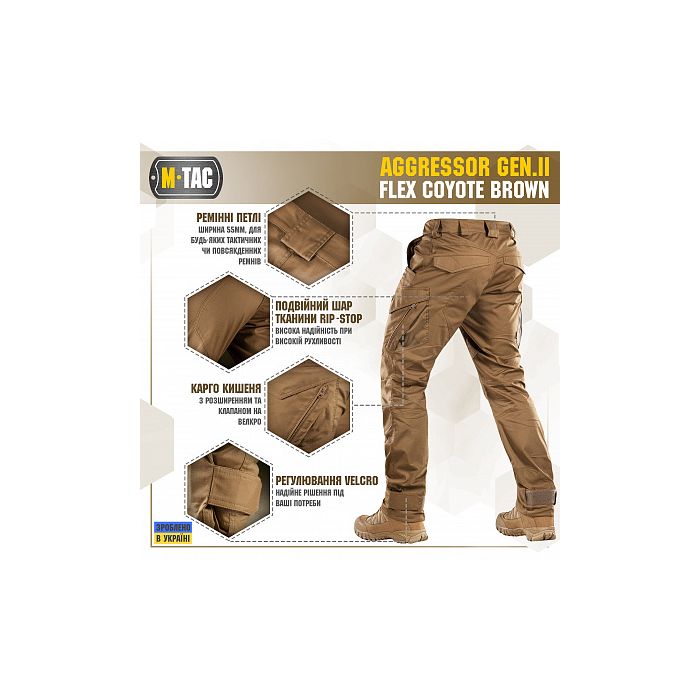 M·TAC
AGGRESSOR GEN.II
FLEX COYOTE BROWN
РЕМІННІ ПЕТЛІ
ШИРИНА 55ММ, ДЛЯ
БУДЬ-ЯКИХ ТАКТИЧНИХ
ЧИ ПОВСЯКДЕННИХ
РЕМНІВ
ПОДВІЙНИЙ ШАР
ТКАНИНИ RIP-STOP
ВИСОКА НАДІЙНІСТЬ ПРИ
ВИСОКІЙ РУХЛИВОСТІ
КАРГО КИШЕНЯ
З РОЗШИРЕННЯМ ТА
КЛАПАНОМ НА
ВЕЛКРО
РЕГУЛЮВАННЯ VELCRO
НАДІЙНЕ РІШЕННЯ ПІД
ВАШІ ПОТРЕБИ
ЗРОБЛЕНО
В УКРАЇНІ